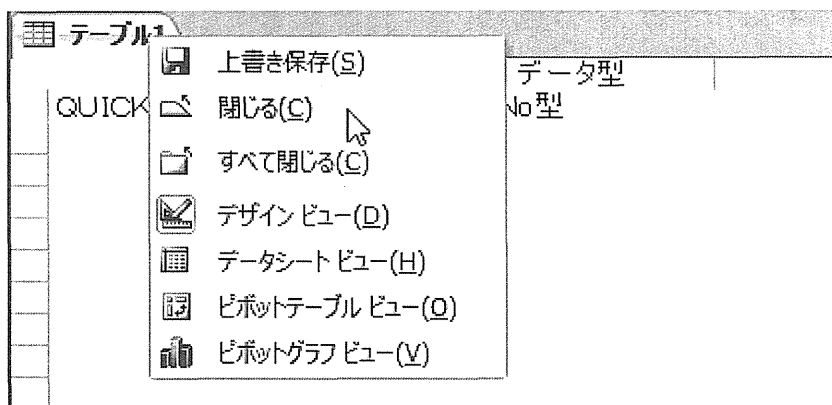 テーブル1
上書き保存(S)
データ型
QUICK
閉じる(C)
No型
すべて閉じる(C)
デザイン ビュー(D)
データシート ビュー(H)
ピボットテーブル ビュー(O)
ピボットグラフ ビュー(V)